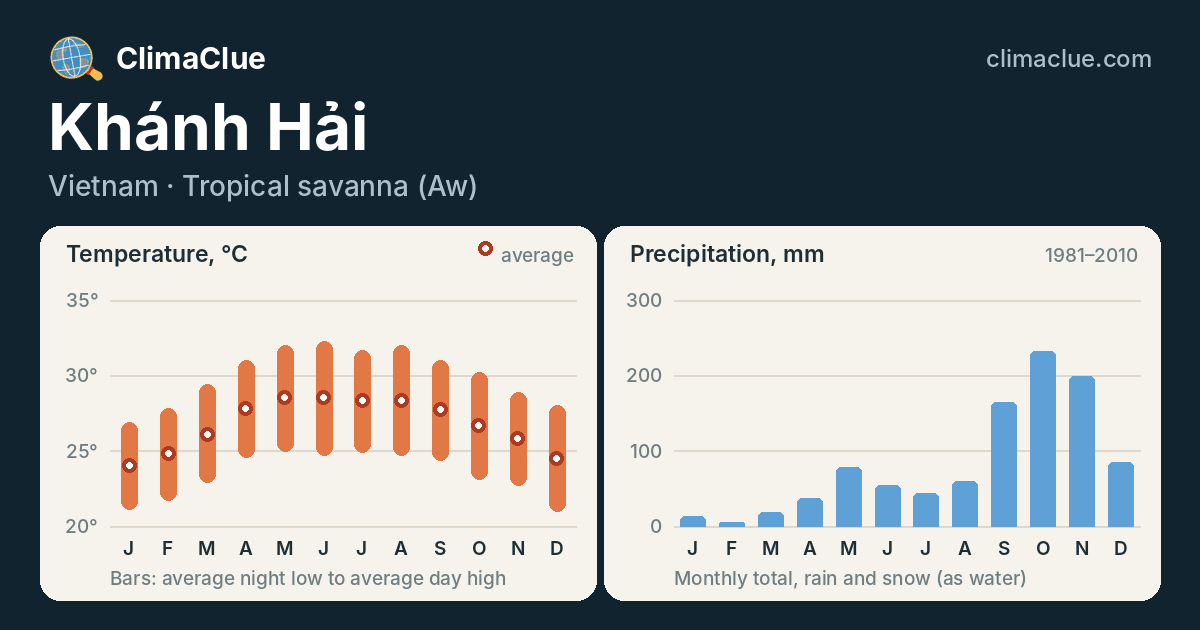 ClimaClue
climaclue.com
Khánh Hải
Vietnam · Tropical savanna (Aw)
Temperature, °C
average
35°
30°
25°
20°
J F M A M J J A S O N D
Bars: average night low to average day high
Precipitation, mm
1981–2010
300
200
100
0
J F M A M J J A S O N D
Monthly total, rain and snow (as water)